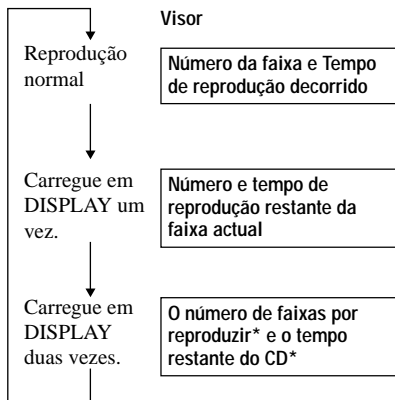 Visor
Reprodução
normal
Número da faixa e Tempo
de reprodução decorrido
Carregue em
DISPLAY um
vez.
Número e tempo de
reprodução restante da
faixa actual
Carregue em
DISPLAY
duas vezes.
O número de faixas por
reproduzir* e o tempo
restante do CD*